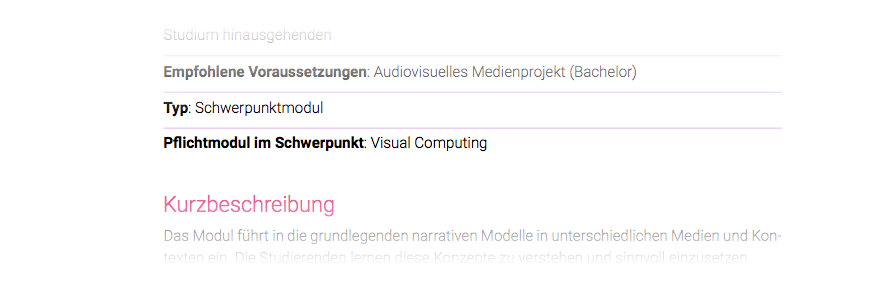 Studium hinausgehenden
Empfohlene Voraussetzungen: Audiovisuelles Medienprojekt (Bachelor)
Typ: Schwerpunktmodul
Pflichtmodul im Schwerpunkt: Visual Computing
Kurzbeschreibung
Das Modul führt in die grundlegenden narrativen Modelle in unterschiedlichen Medien und Kon-
texten ein. Die Studierenden lernen diese Konzepte zu verstehen und sinnvoll einzusetzen